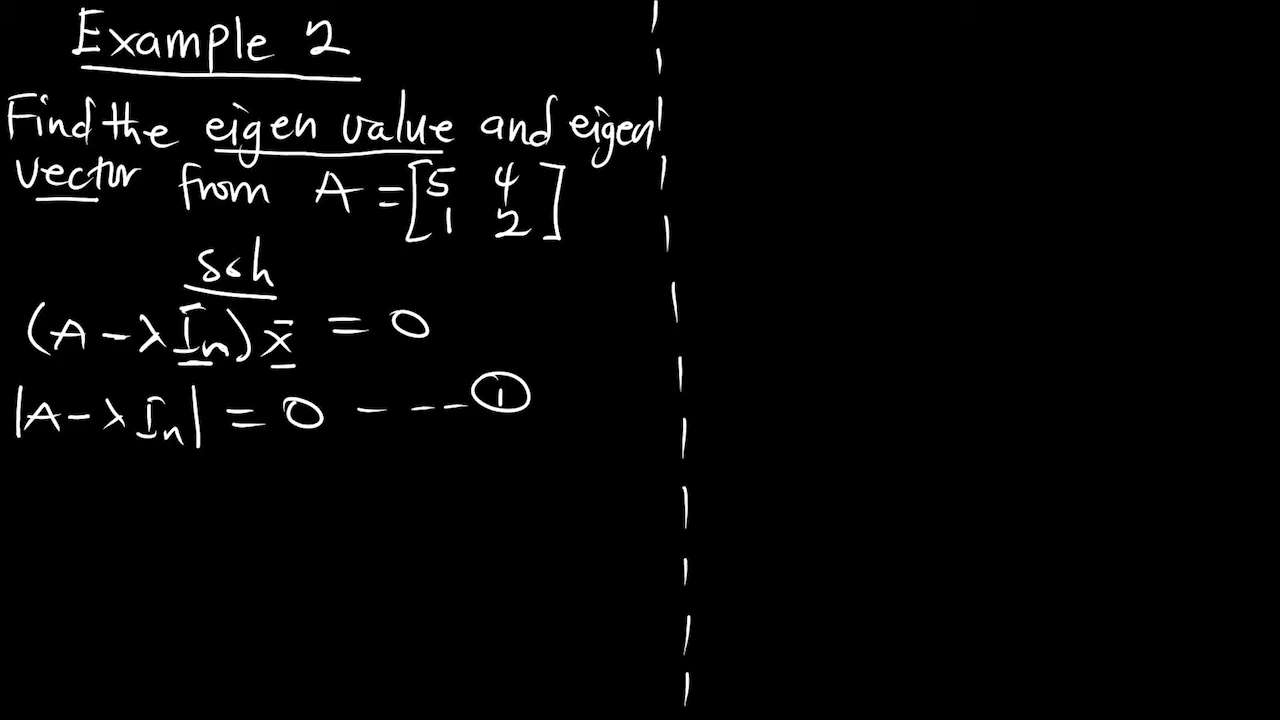 Example 2
Find the eigen value and eigen
vector from A = [5 4
1 2]
soln
(A - λIn)x̄ = 0
|A - λIn| = 0 - - - - ①